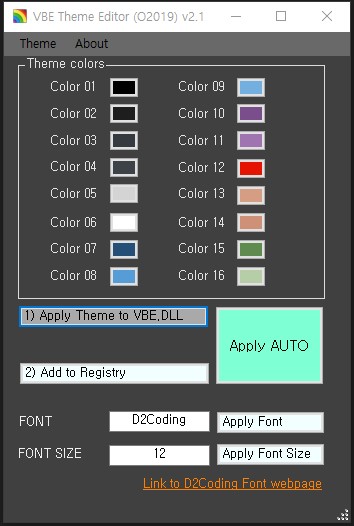 VBE Theme Editor (O2019) v2.1
Theme About
Theme colors
Color 01 Color 09
Color 02 Color 10
Color 03 Color 11
Color 04 Color 12
Color 05 Color 13
Color 06 Color 14
Color 07 Color 15
Color 08 Color 16
1) Apply Theme to VBE,DLL
Apply AUTO
2) Add to Registry
FONT D2Coding Apply Font
FONT SIZE 12 Apply Font Size
Link to D2Coding Font webpage